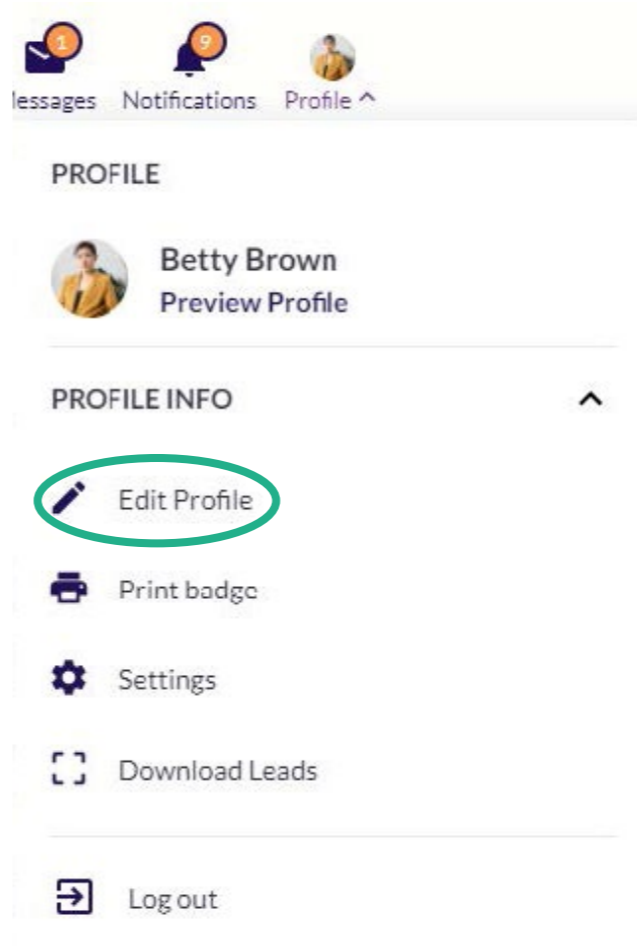 1 9
lessages Notifications Profile
PROFILE
Betty Brown
Preview Profile
PROFILE INFO
Edit Profile
Print badge
Settings
Download Leads
Log out